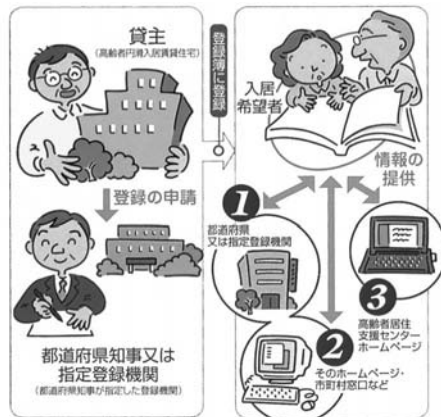 貸主
(高齢者円滑入居賃貸住宅)
登録の申請
都道府県知事又は
指定登録機関
(都道府県知事が指定した登録機関)
登録簿に登録
入居
希望者
情報の
提供
1
都道府県
又は指定登録機関
2
そのホームページ・
市町村窓口など
3
高齢者居住
支援センター
ホームページ